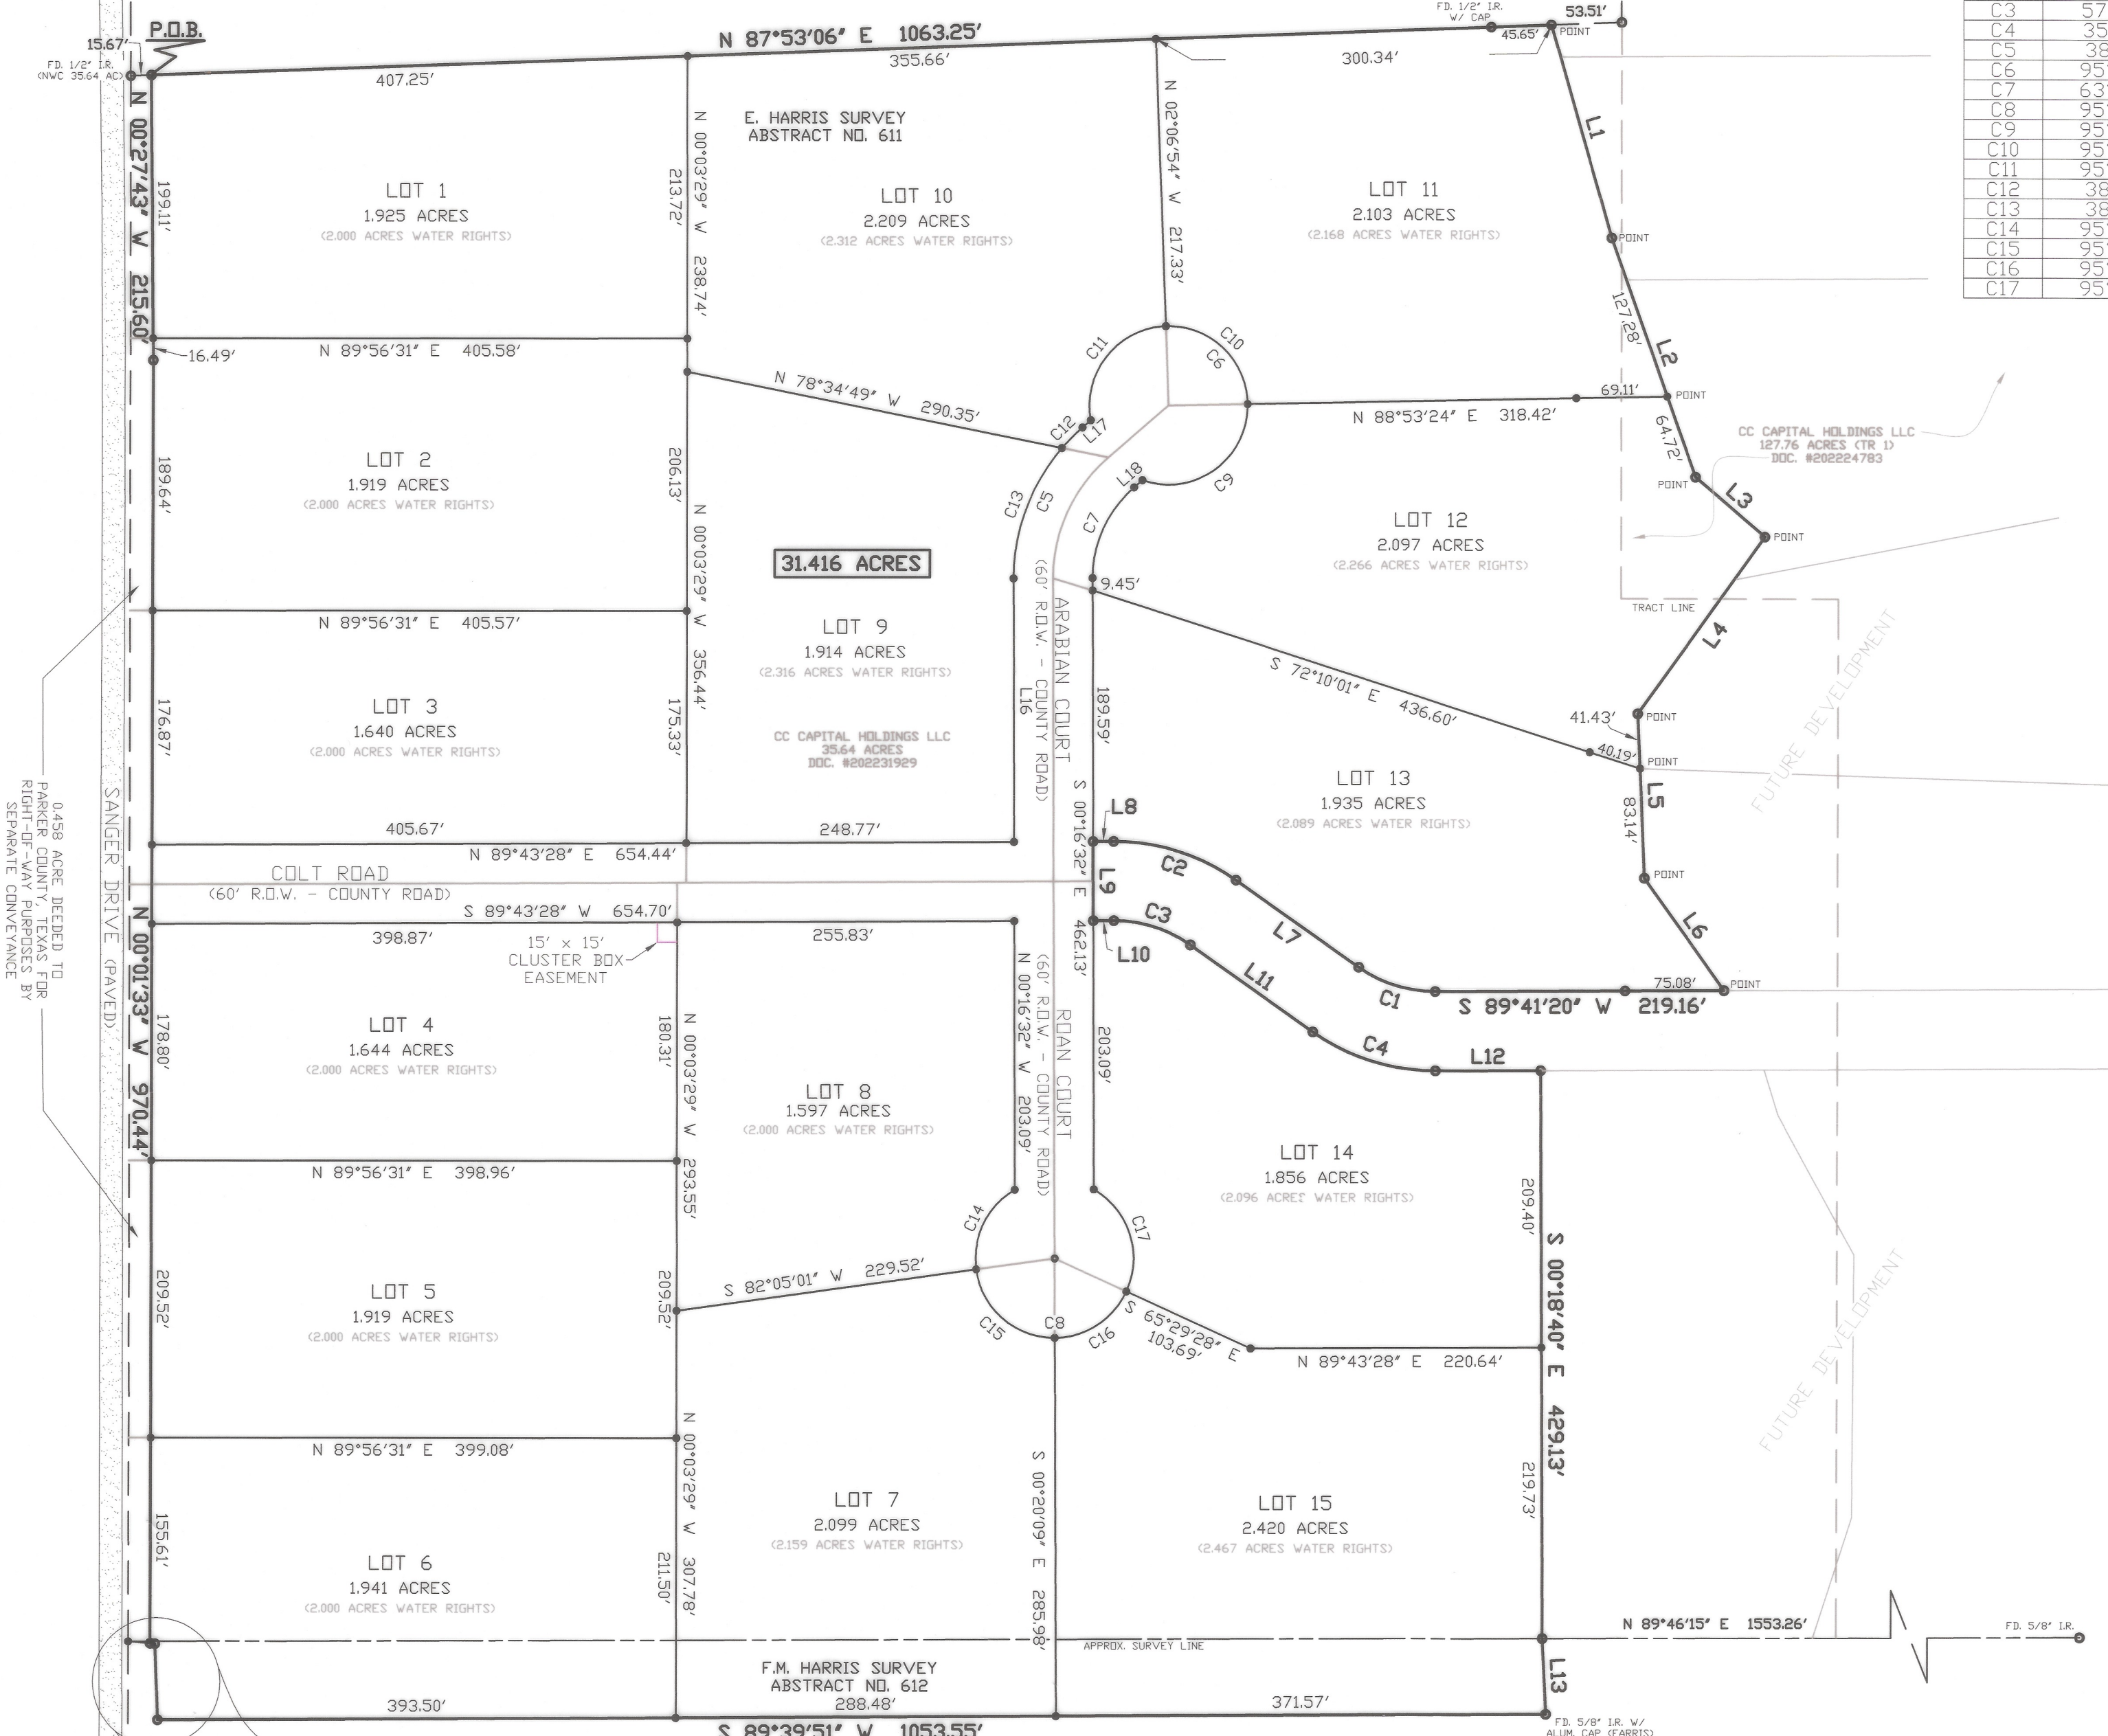 P.O.B.
15.67'
FD. 1/2" I.R.
(NWC 35.64 AC)
N 87°53'06" E 1063.25'
407.25'
355.66'
300.34'
FD. 1/2" I.R.
W/ CAP
45.65'
53.51'
POINT
C3 57
C4 35
C5 38
C6 95'
C7 63'
C8 95'
C9 95'
C10 95'
C11 95'
C12 38
C13 38
C14 95'
C15 95'
C16 95'
C17 95'
E. HARRIS SURVEY
ABSTRACT NO. 611
N 00°27'43" W 215.60'
199.11'
LOT 1
1.925 ACRES
(2.000 ACRES WATER RIGHTS)
213.72'
N 00°03'29" W 238.74'
LOT 10
2.209 ACRES
(2.312 ACRES WATER RIGHTS)
N 02°06'54" W 217.33'
LOT 11
2.103 ACRES
(2.168 ACRES WATER RIGHTS)
L1
POINT
127.28'
L2
16.49'
N 89°56'31" E 405.58'
N 78°34'49" W 290.35'
C11
C10
C6
C12
L17
L18
C9
N 88°53'24" E 318.42'
69.11'
POINT
64.72'
POINT
L3
POINT
CC CAPITAL HOLDINGS LLC
127.76 ACRES (TR 1)
DOC. #202224783
189.64'
LOT 2
1.919 ACRES
(2.000 ACRES WATER RIGHTS)
206.13'
C13
C5
C7
LOT 12
2.097 ACRES
(2.266 ACRES WATER RIGHTS)
31.416 ACRES
9.45'
TRACT LINE
N 89°56'31" E 405.57'
N 00°03'29" W 356.44'
LOT 9
1.914 ACRES
(2.316 ACRES WATER RIGHTS)
CC CAPITAL HOLDINGS LLC
35.64 ACRES
DOC. #202231929
L16
(60' R.O.W. - COUNTY ROAD)
ARABIAN COURT
189.59'
S 72°10'01" E 436.60'
L4
FUTURE DEVELOPMENT
176.87'
LOT 3
1.640 ACRES
(2.000 ACRES WATER RIGHTS)
175.33'
41.43'
POINT
40.19'
POINT
L5
83.14'
LOT 13
1.935 ACRES
(2.089 ACRES WATER RIGHTS)
S 00°16'32" E 462.13'
L8
405.67'
248.77'
N 89°43'28" E 654.44'
COLT ROAD
(60' R.O.W. - COUNTY ROAD)
S 89°43'28" W 654.70'
398.87'
255.83'
L9
C2
C3
L10
L7
L11
C1
POINT
L6
75.08'
POINT
S 89°41'20" W 219.16'
C4
L12
0.458 ACRE DEEDED TO
PARKER COUNTY, TEXAS FOR
RIGHT-OF-WAY PURPOSES BY
SEPARATE CONVEYANCE
SANGER DRIVE (PAVED)
N 00°01'33" W 970.44'
15' x 15'
CLUSTER BOX
EASEMENT
178.80'
LOT 4
1.644 ACRES
(2.000 ACRES WATER RIGHTS)
180.31'
N 00°03'29" W 293.55'
LOT 8
1.597 ACRES
(2.000 ACRES WATER RIGHTS)
N 00°16'32" W 203.09'
(60' R.O.W. - COUNTY ROAD)
ROAN COURT
203.09'
LOT 14
1.856 ACRES
(2.096 ACRES WATER RIGHTS)
209.40'
N 89°56'31" E 398.96'
C14
C17
S 82°05'01" W 229.52'
C15
C8
C16
S 65°29'28" E
103.69'
N 89°43'28" E 220.64'
S 00°18'40" E 429.13'
FUTURE DEVELOPMENT
209.52'
LOT 5
1.919 ACRES
(2.000 ACRES WATER RIGHTS)
209.52'
N 89°56'31" E 399.08'
N 00°03'29" W 307.78'
LOT 7
2.099 ACRES
(2.159 ACRES WATER RIGHTS)
S 00°20'09" E 285.98'
LOT 15
2.420 ACRES
(2.467 ACRES WATER RIGHTS)
219.73'
155.61'
LOT 6
1.941 ACRES
(2.000 ACRES WATER RIGHTS)
211.50'
APPROX. SURVEY LINE
N 89°46'15" E 1553.26'
FD. 5/8" I.R.
F.M. HARRIS SURVEY
ABSTRACT NO. 612
L13
393.50'
288.48'
371.57'
S 89°39'51" W 1053.55'
FD. 5/8" I.R. W/
ALUM. CAP (FARRIS)